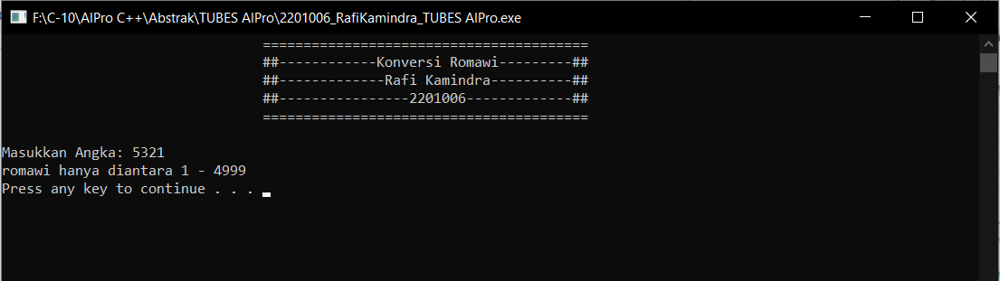 F:\C-10\AlPro C++\Abstrak\TUBES AlPro\2201006_RafiKamindra_TUBES AlPro.exe
========================================
##------------Konversi Romawi---------##
##-------------Rafi Kamindra----------##
##----------------2201006-------------##
========================================
Masukkan Angka: 5321
romawi hanya diantara 1 - 4999
Press any key to continue . . .